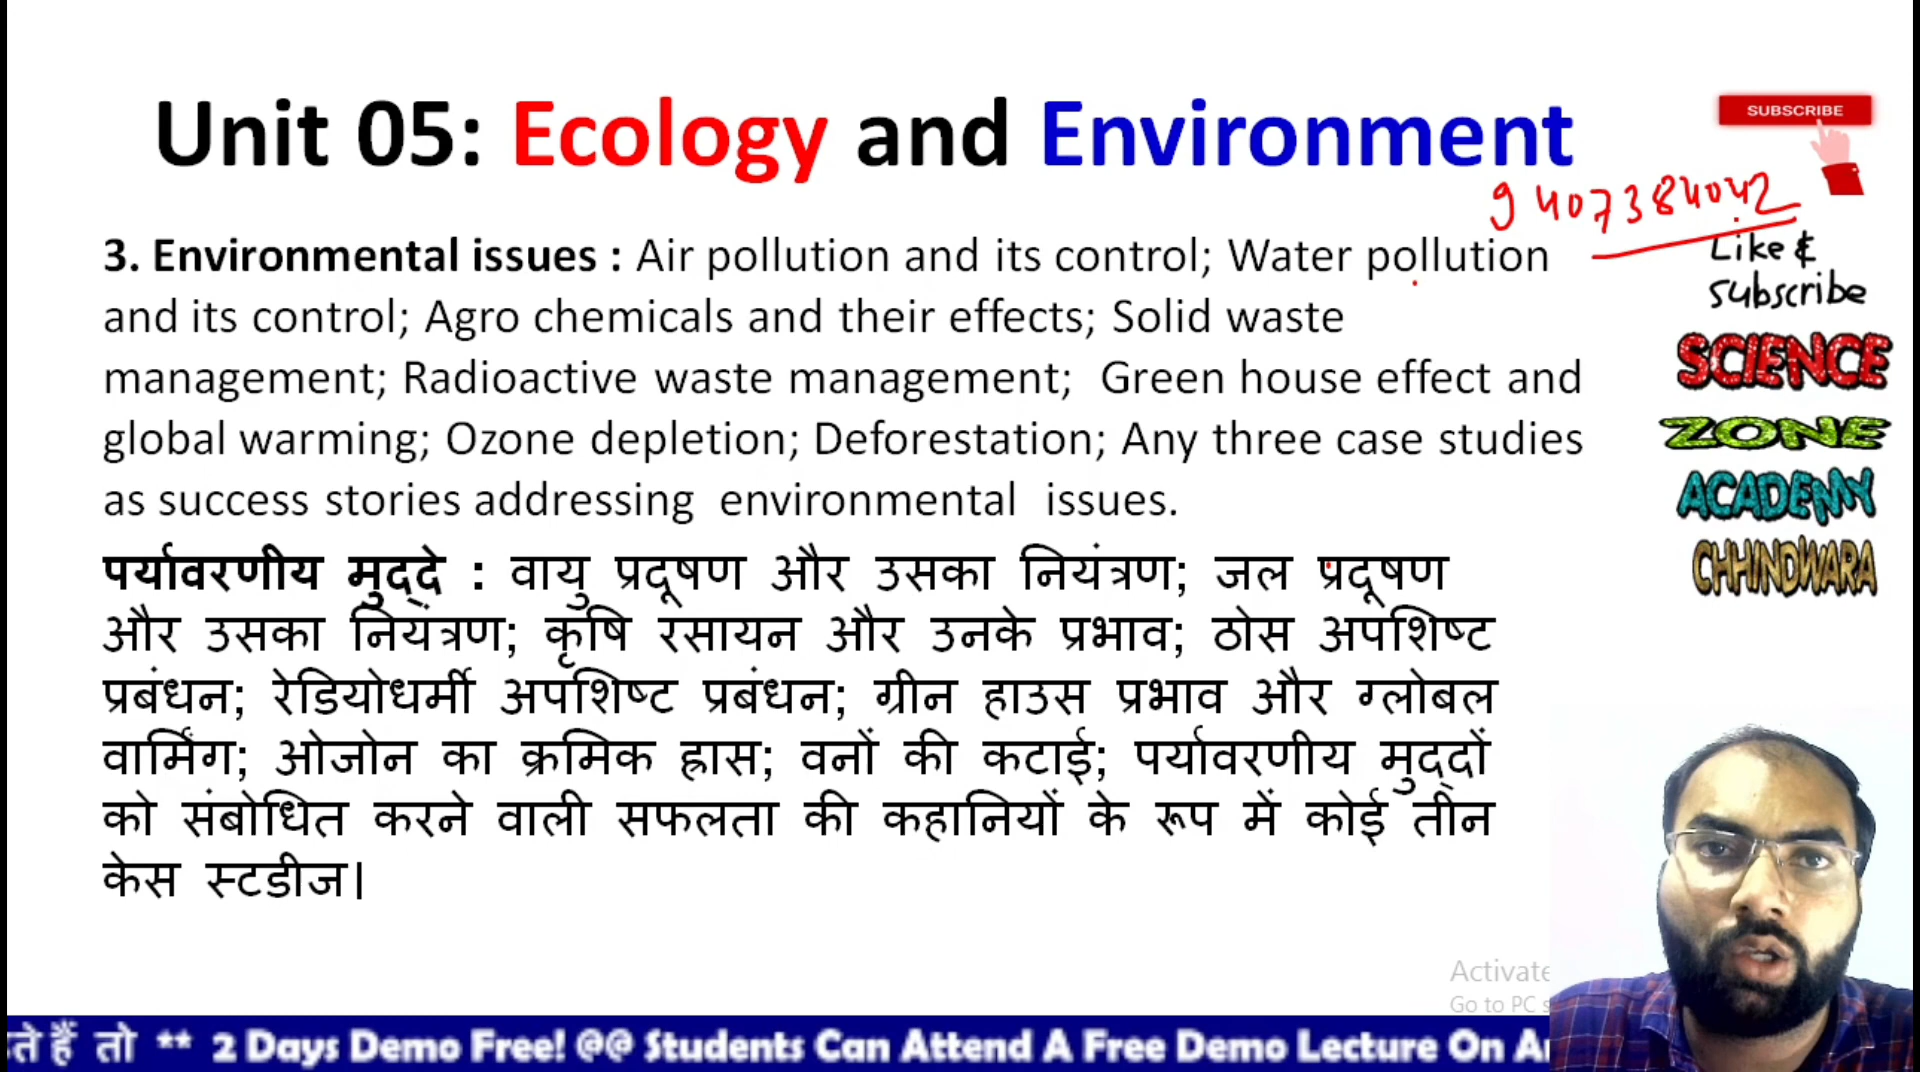 Unit 05: Ecology and Environment
SUBSCRIBE
9407384042
3. Environmental issues : Air pollution and its control; Water pollution
and its control; Agro chemicals and their effects; Solid waste
management; Radioactive waste management; Green house effect and
global warming; Ozone depletion; Deforestation; Any three case studies
as success stories addressing environmental issues.
Like &
subscribe
SCIENCE
ZONE
ACADEMY
CHHINDWARA
पर्यावरणीय मुद्दे : वायु प्रदूषण और उसका नियंत्रण; जल प्रदूषण
और उसका नियंत्रण; कृषि रसायन और उनके प्रभाव; ठोस अपशिष्ट
प्रबंधन; रेडियोधर्मी अपशिष्ट प्रबंधन; ग्रीन हाउस प्रभाव और ग्लोबल
वार्मिंग; ओजोन का क्रमिक ह्रास; वनों की कटाई; पर्यावरणीय मुद्दों
को संबोधित करने वाली सफलता की कहानियों के रूप में कोई तीन
केस स्टडीज।
Activate
Go to PC s
ते हैं तो ** 2 Days Demo Free! @@ Students Can Attend A Free Demo Lecture On